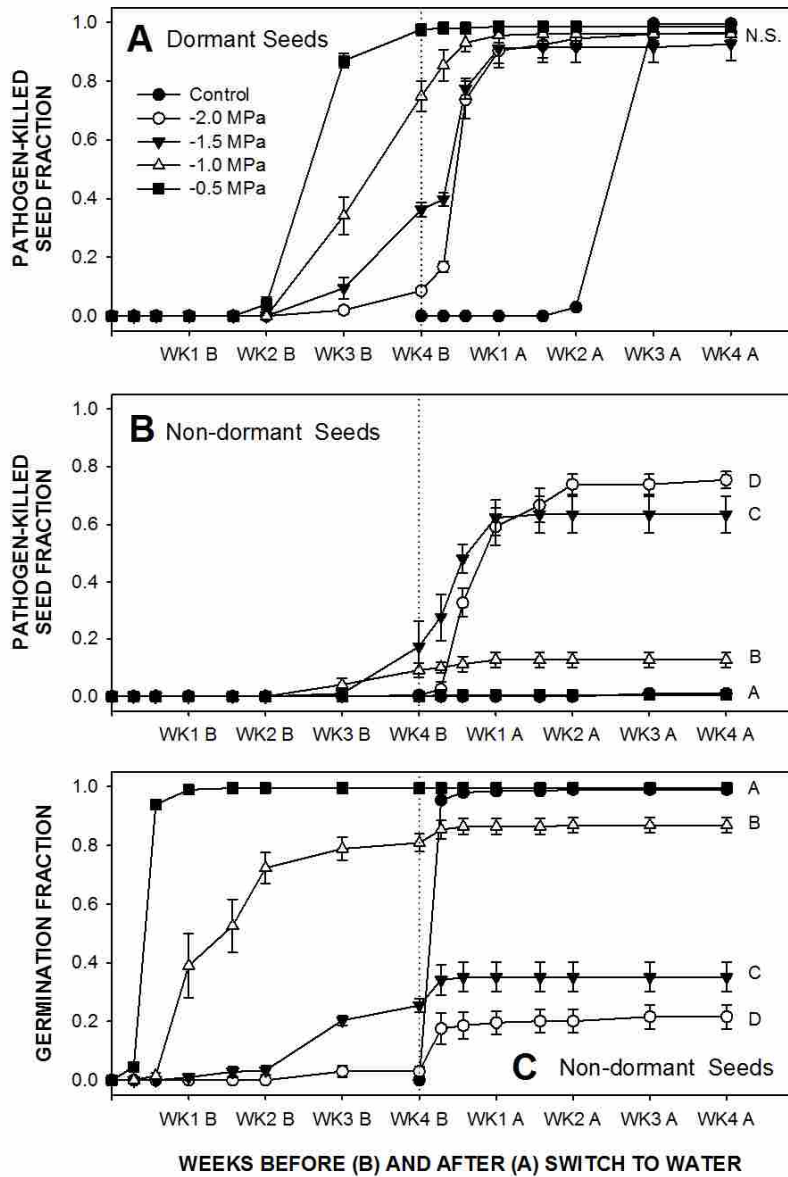 A Dormant Seeds
N.S.
Control
-2.0 MPa
-1.5 MPa
-1.0 MPa
-0.5 MPa
PATHOGEN-KILLED
SEED FRACTION
1.0
0.8
0.6
0.4
0.2
0.0
WK1 B WK2 B WK3 B WK4 B WK1 A WK2 A WK3 A WK4 A
B Non-dormant Seeds
PATHOGEN-KILLED
SEED FRACTION
1.0
0.8
0.6
0.4
0.2
0.0
D
C
B
A
WK1 B WK2 B WK3 B WK4 B WK1 A WK2 A WK3 A WK4 A
GERMINATION FRACTION
1.0
0.8
0.6
0.4
0.2
0.0
A
B
C
D
C Non-dormant Seeds
WK1 B WK2 B WK3 B WK4 B WK1 A WK2 A WK3 A WK4 A
WEEKS BEFORE (B) AND AFTER (A) SWITCH TO WATER